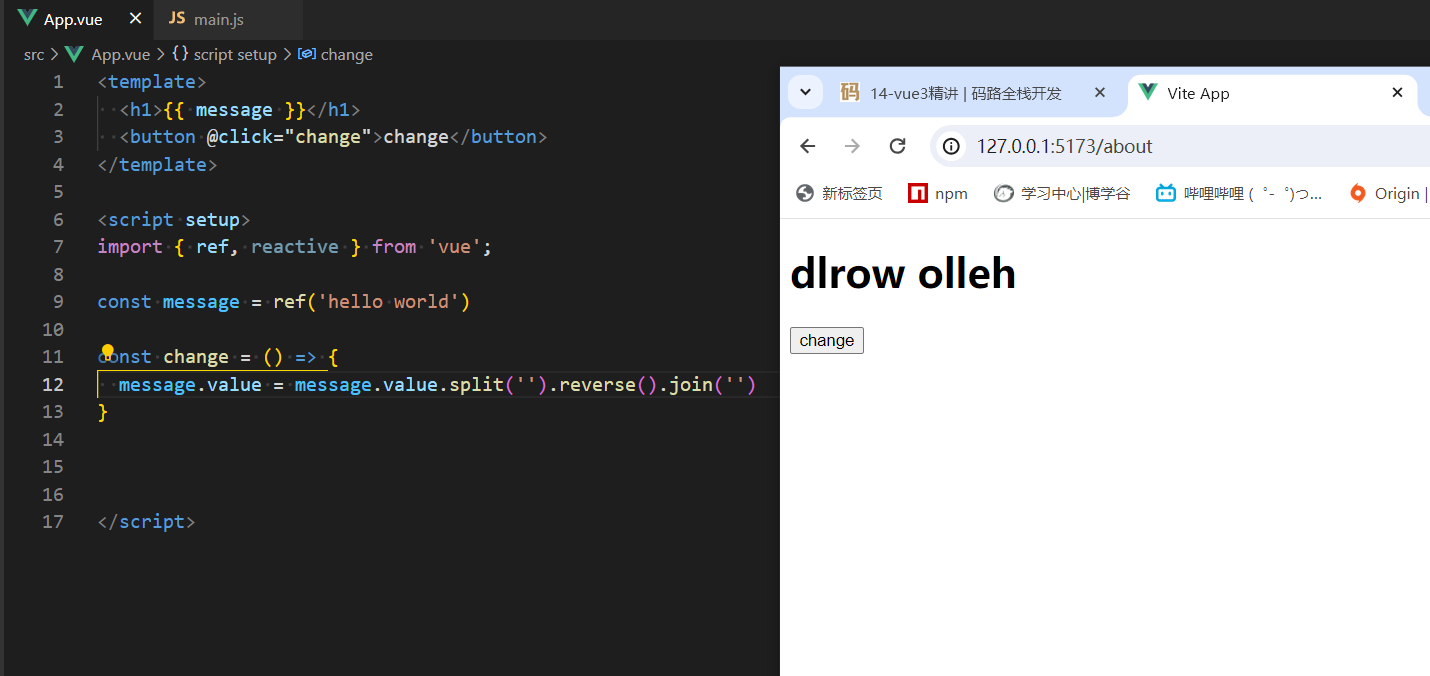 App.vue × JS main.js
src > App.vue > {} script setup > change
1 <template>
2 <h1>{{ message }}</h1>
3 <button @click="change">change</button>
4 </template>
5
6 <script setup>
7 import { ref, reactive } from 'vue';
8
9 const message = ref('hello world')
10
11 const change = () => {
12 message.value = message.value.split('').reverse().join('')
13 }
14
15
16
17 </script>
码 14-vue3精讲 | 码路全栈开发 × Vite App ×
127.0.0.1:5173/about
新标签页 npm 学习中心|博学谷 哔哩哔哩 (゜-゜)つ... Origin |
dlrow olleh
change